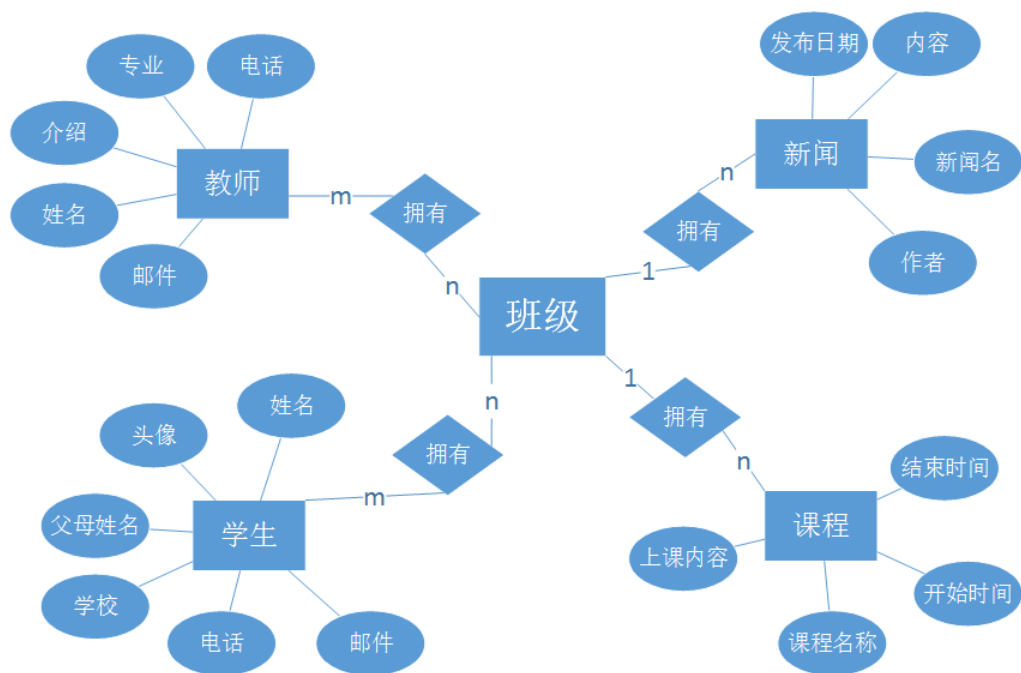 发布日期
内容
专业
电话
介绍
教师
新闻
新闻名
姓名
m
拥有
n
拥有
作者
邮件
n
1
班级
1
姓名
n
拥有
头像
拥有
n
结束时间
m
父母姓名
学生
课程
上课内容
学校
开始时间
电话
邮件
课程名称